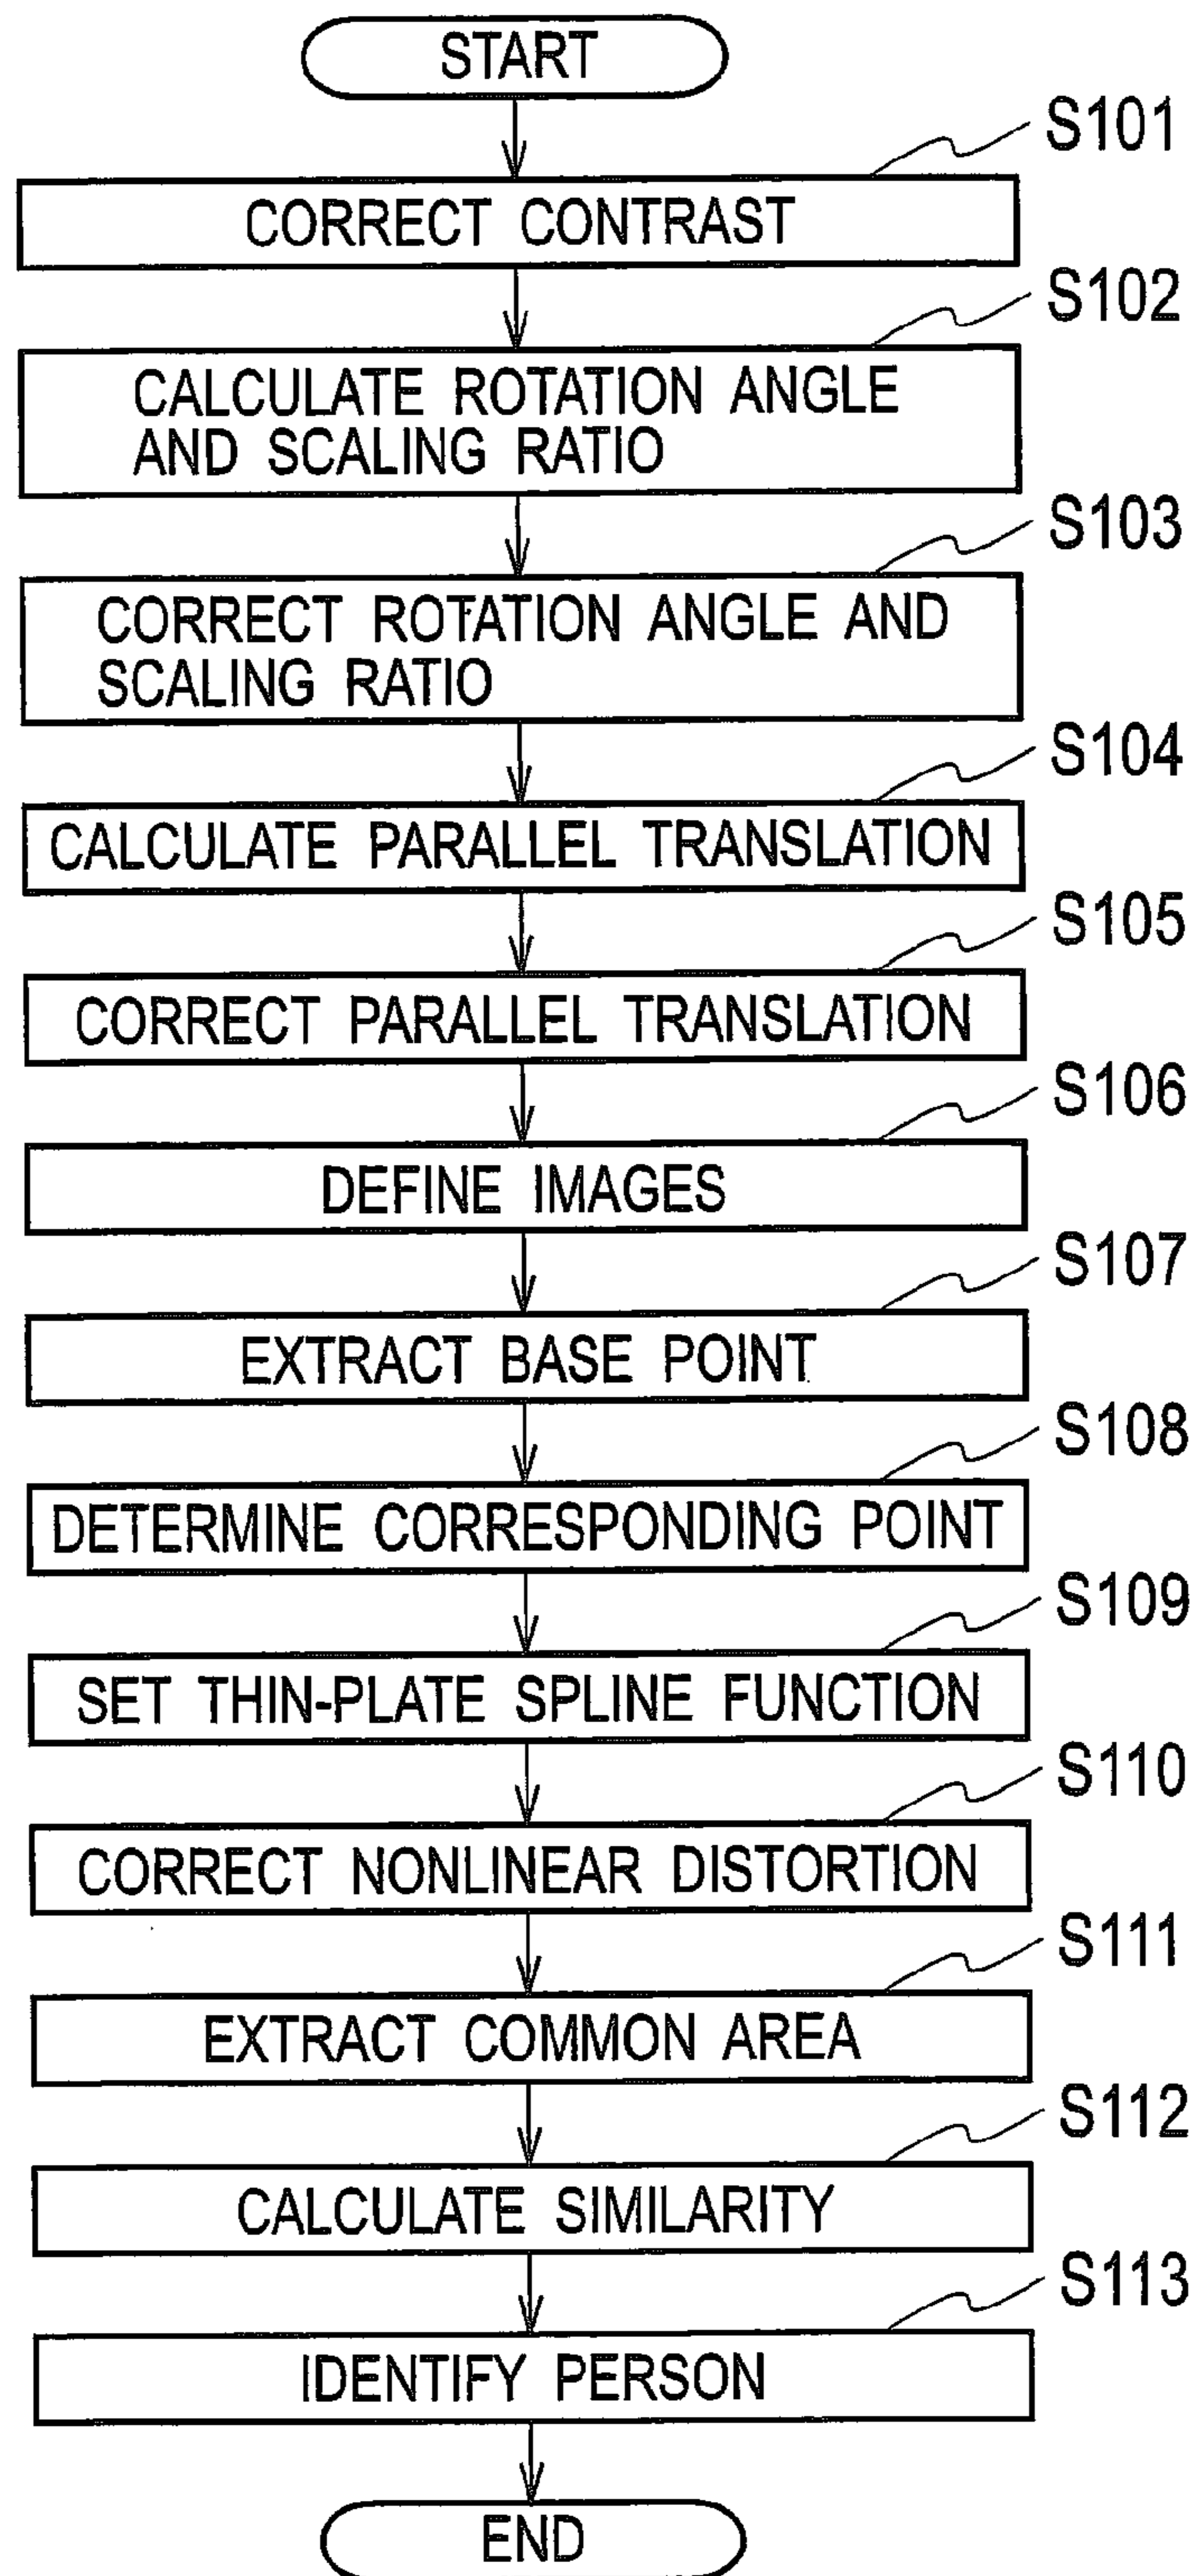 START
S101
CORRECT CONTRAST
S102
CALCULATE ROTATION ANGLE
AND SCALING RATIO
S103
CORRECT ROTATION ANGLE AND
SCALING RATIO
S104
CALCULATE PARALLEL TRANSLATION
S105
CORRECT PARALLEL TRANSLATION
S106
DEFINE IMAGES
S107
EXTRACT BASE POINT
S108
DETERMINE CORRESPONDING POINT
S109
SET THIN-PLATE SPLINE FUNCTION
S110
CORRECT NONLINEAR DISTORTION
S111
EXTRACT COMMON AREA
S112
CALCULATE SIMILARITY
S113
IDENTIFY PERSON
END